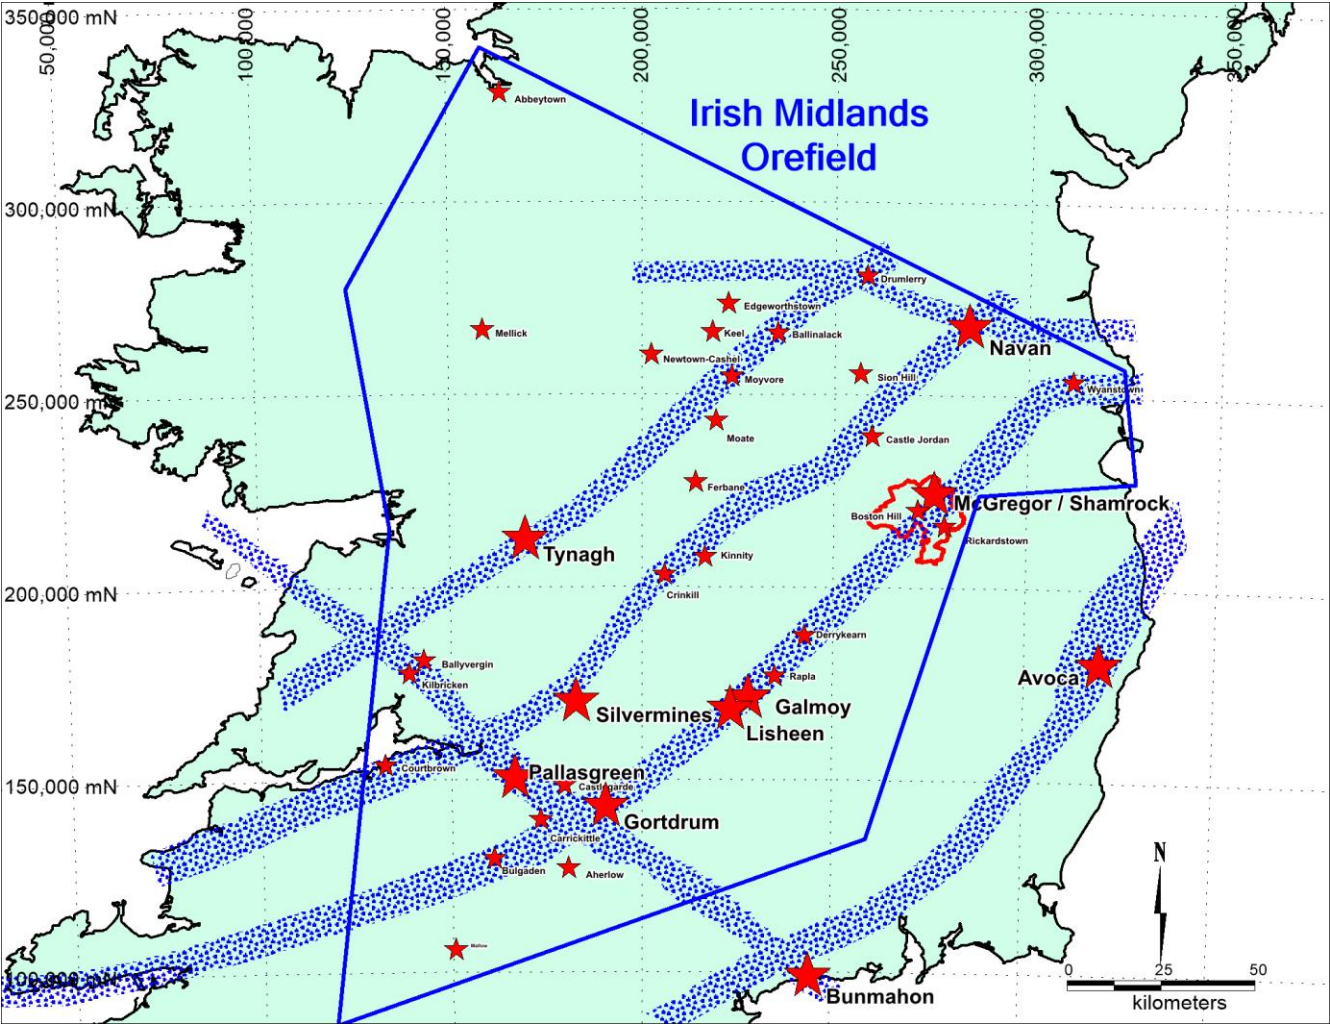 350,000 mN
50,000
100,000
150,000
200,000
250,000
300,000
350,000
Abbeytown
Irish Midlands
Orefield
300,000 mN
Drumlerry
Edgeworthstown
Mellick
Keel
Ballinalack
Navan
Newtown-Cashel
Moyvore
Sion Hill
Wyanstown
250,000 mN
Moate
Castle Jordan
Ferbane
McGregor / Shamrock
Boston Hill
Rickardstown
Tynagh
Kinnity
Crinkill
200,000 mN
Derrykearn
Ballyvergin
Kilbricken
Rapla
Avoca
Silvermines
Galmoy
Lisheen
Courtbrown
Pallasgreen
150,000 mN
Castlegarde
Gortdrum
Carrickittle
Bulgaden
Aherlow
N
Mallow
100,000 mN
0 25 50
kilometers
Bunmahon